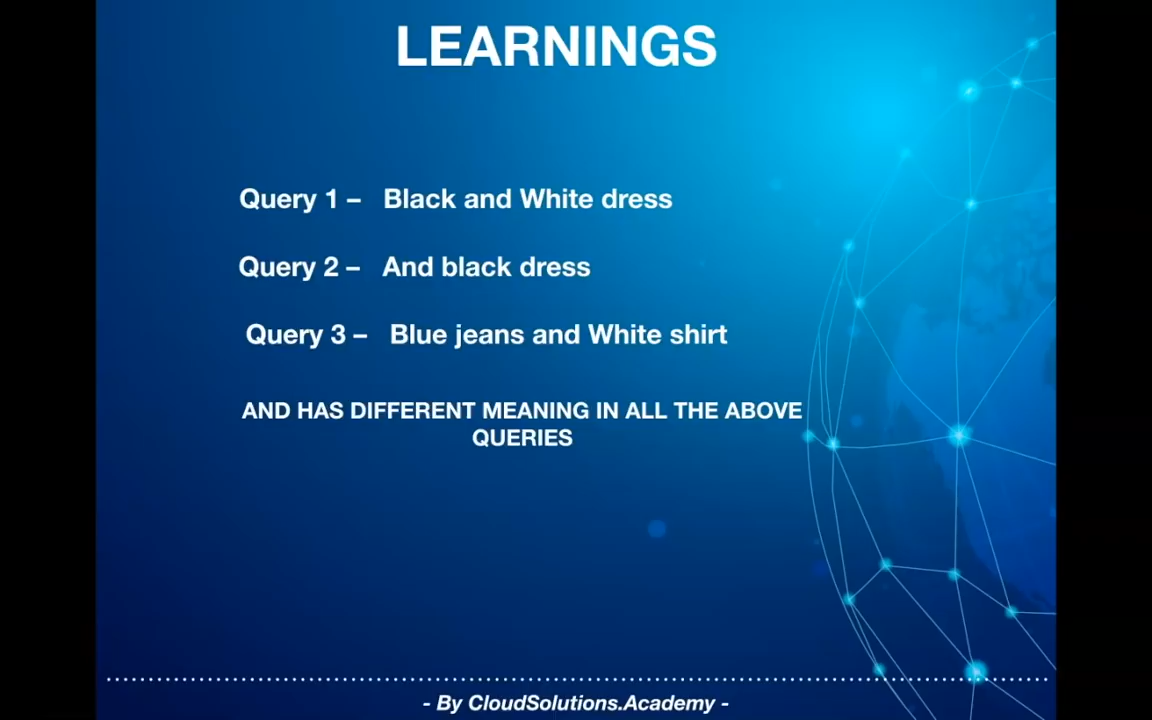 LEARNINGS
Query 1 – Black and White dress
Query 2 – And black dress
Query 3 – Blue jeans and White shirt
AND HAS DIFFERENT MEANING IN ALL THE ABOVE
QUERIES
- By CloudSolutions.Academy -